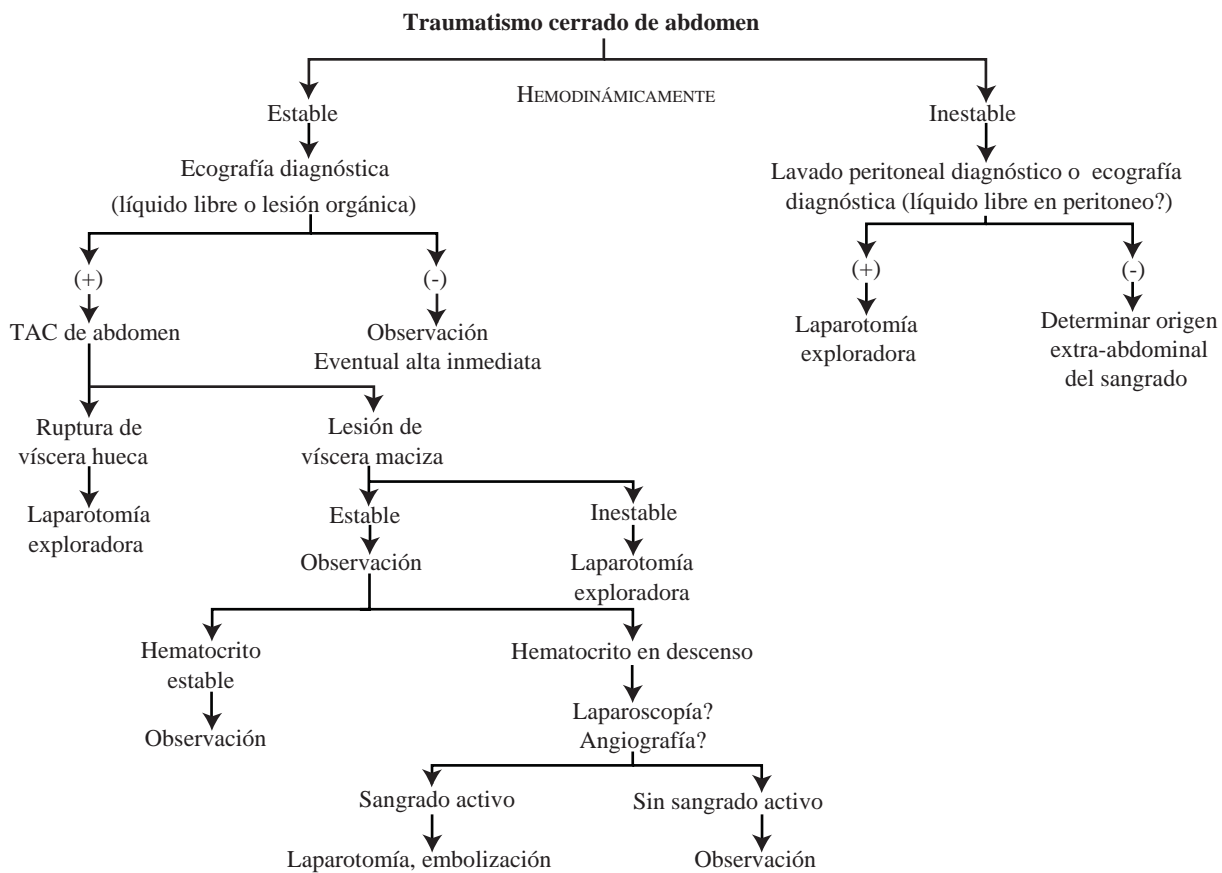 Traumatismo cerrado de abdomen
HEMODINÁMICAMENTE
Estable
Inestable
Ecografía diagnóstica
(líquido libre o lesión orgánica)
Lavado peritoneal diagnóstico o ecografía
diagnóstica (líquido libre en peritoneo?)
(+)
(-)
(+)
(-)
TAC de abdomen
Observación
Eventual alta inmediata
Laparotomía
exploradora
Determinar origen
extra-abdominal
del sangrado
Ruptura de
víscera hueca
Lesión de
víscera maciza
Laparotomía
exploradora
Estable
Inestable
Observación
Laparotomía
exploradora
Hematocrito
estable
Hematocrito en descenso
Observación
Laparoscopía?
Angiografía?
Sangrado activo
Sin sangrado activo
Laparotomía, embolización
Observación